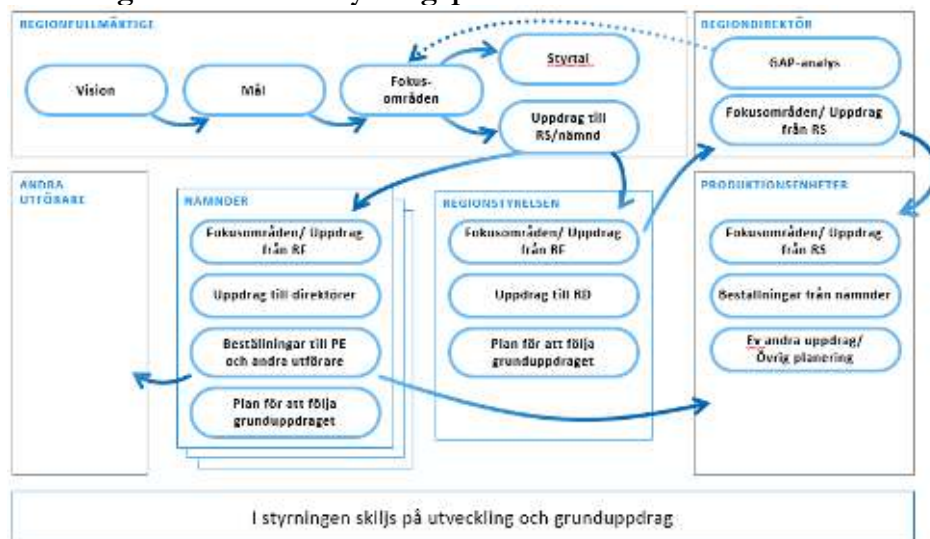 REGIONFULLMÄKTIGE
Vision
Mål
Fokus-
områden
Styrtal
Uppdrag till
RS/nämnd
REGIONDIREKTÖR
GAP-analys
Fokusområden/ Uppdrag
från RS
ANDRA
UTFÖRARE
NÄMNDER
Fokusområden/ Uppdrag
från RF
Uppdrag till direktörer
Beställningar till PE
och andra utförare
Plan för att följa
grunduppdraget
REGIONSTYRELSEN
Fokusområden/ Uppdrag
från RF
Uppdrag till RD
Plan för att följa
grunduppdraget
PRODUKTIONSENHETER
Fokusområden/ Uppdrag
från RS
Beställningar från nämnder
Ev andra uppdrag/
Övrig planering
I styrningen skiljs på utveckling och grunduppdrag